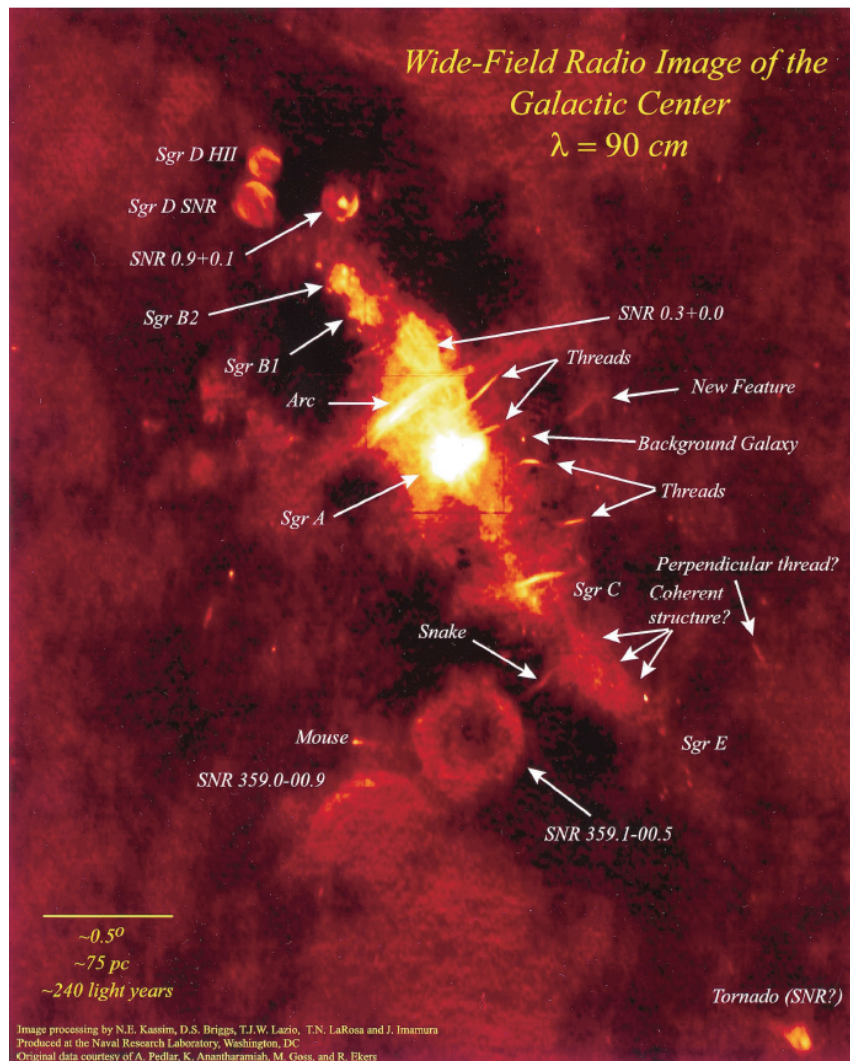 Wide-Field Radio Image of the
Galactic Center
λ = 90 cm
Sgr D HII
Sgr D SNR
SNR 0.9+0.1
Sgr B2
SNR 0.3+0.0
Sgr B1
Threads
New Feature
Arc
Background Galaxy
Threads
Sgr A
Perpendicular thread?
Sgr C
Coherent
structure?
Snake
Mouse
Sgr E
SNR 359.0-00.9
SNR 359.1-00.5
~0.5°
~75 pc
~240 light years
Tornado (SNR?)
Image processing by N.E. Kassim, D.S. Briggs, T.J.W. Lazio, T.N. LaRosa and J. Imamura
Produced at the Naval Research Laboratory, Washington, DC
Original data courtesy of A. Pedlar, K. Anantharamiah, M. Goss, and R. Ekers